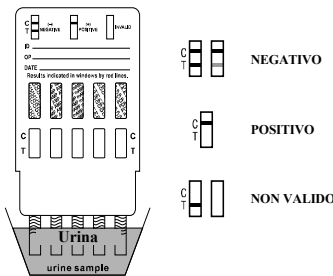 C
T
(-)
NEGATIVE
(+)
POSITIVE
INVALID
ID
OP
DATE
Results indicated in windows by red lines.
C
T
C
T
Urina
urine sample
C
T
NEGATIVO
C
T
POSITIVO
C
T
NON VALIDO